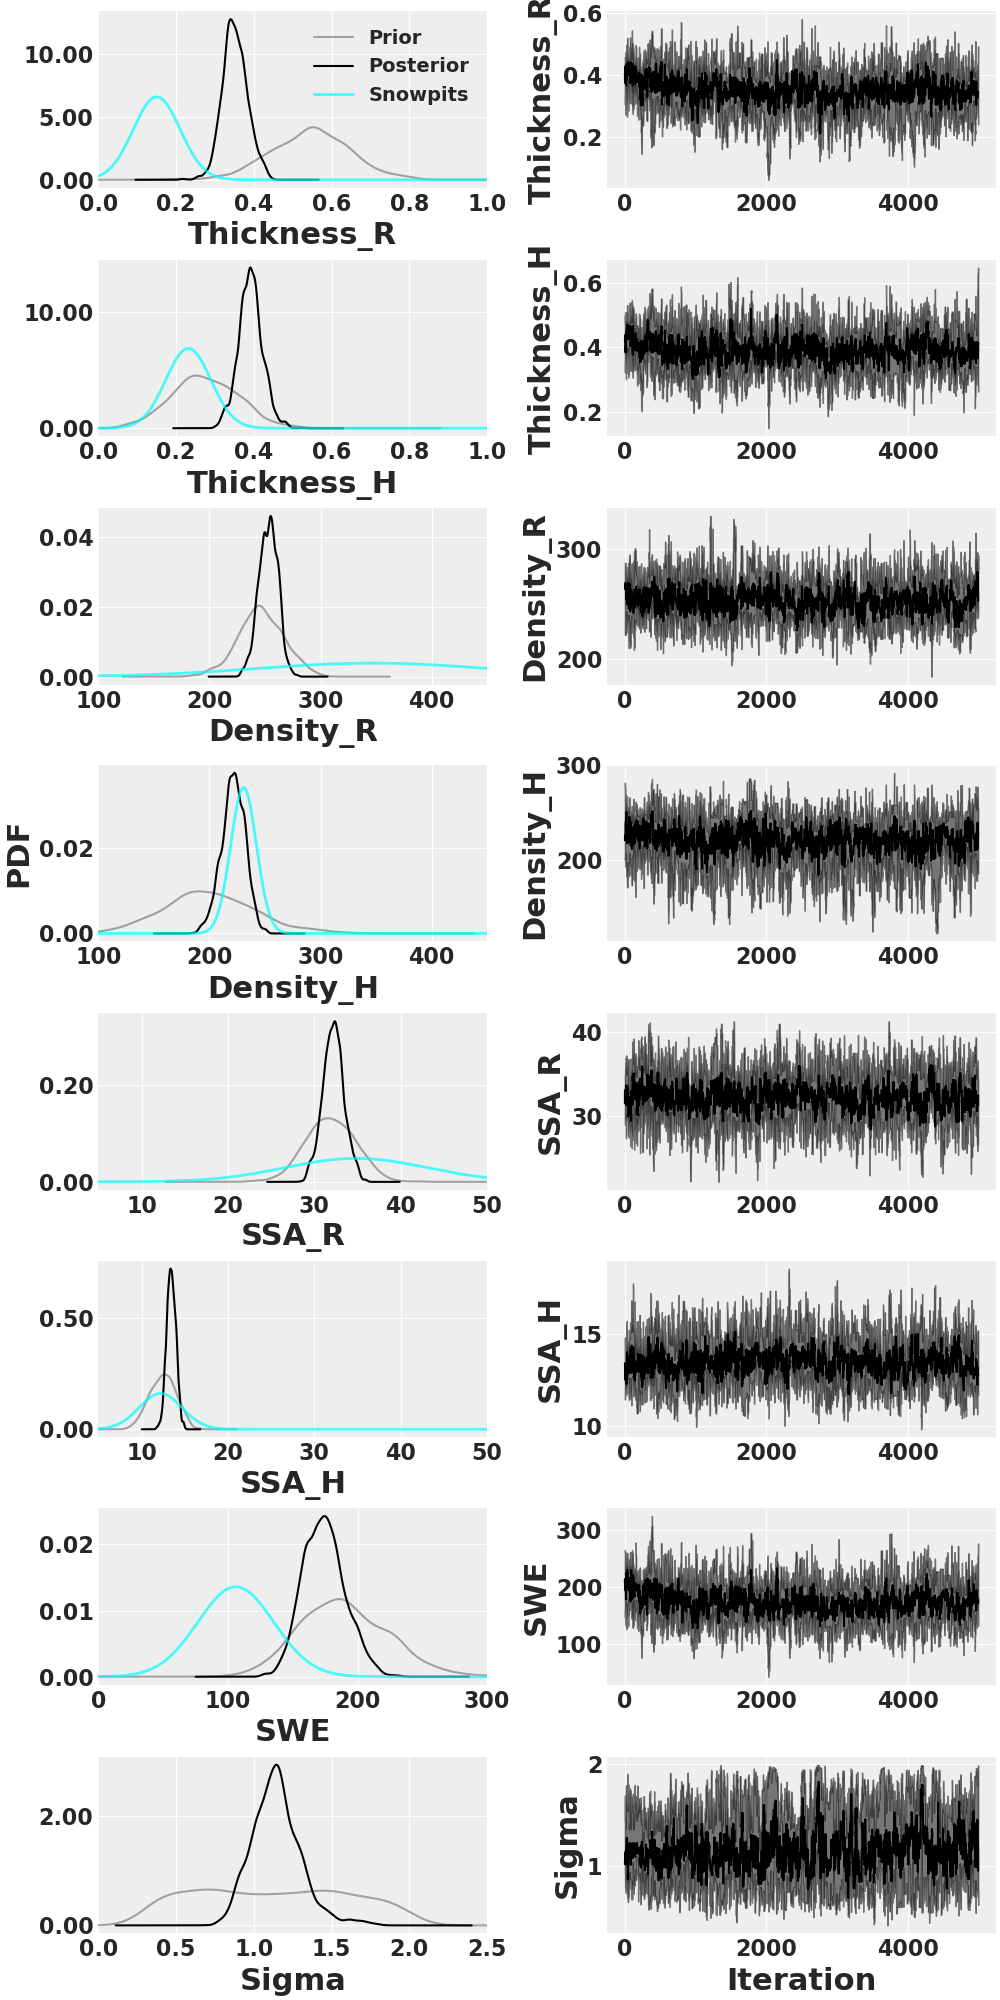 Prior
Posterior
Snowpits
10.00
5.00
0.00
0.0 0.2 0.4 0.6 0.8 1.0
Thickness_R
Thickness_R
0.6
0.4
0.2
0 2000 4000
10.00
0.00
0.0 0.2 0.4 0.6 0.8 1.0
Thickness_H
Thickness_H
0.6
0.4
0.2
0 2000 4000
0.04
0.02
0.00
100 200 300 400
Density_R
Density_R
300
200
0 2000 4000
PDF
0.02
0.00
100 200 300 400
Density_H
Density_H
300
200
0 2000 4000
0.20
0.00
10 20 30 40 50
SSA_R
SSA_R
40
30
0 2000 4000
0.50
0.00
10 20 30 40 50
SSA_H
SSA_H
15
10
0 2000 4000
0.02
0.01
0.00
0 100 200 300
SWE
SWE
300
200
100
0 2000 4000
2.00
0.00
0.0 0.5 1.0 1.5 2.0 2.5
Sigma
Sigma
2
1
0 2000 4000
Iteration